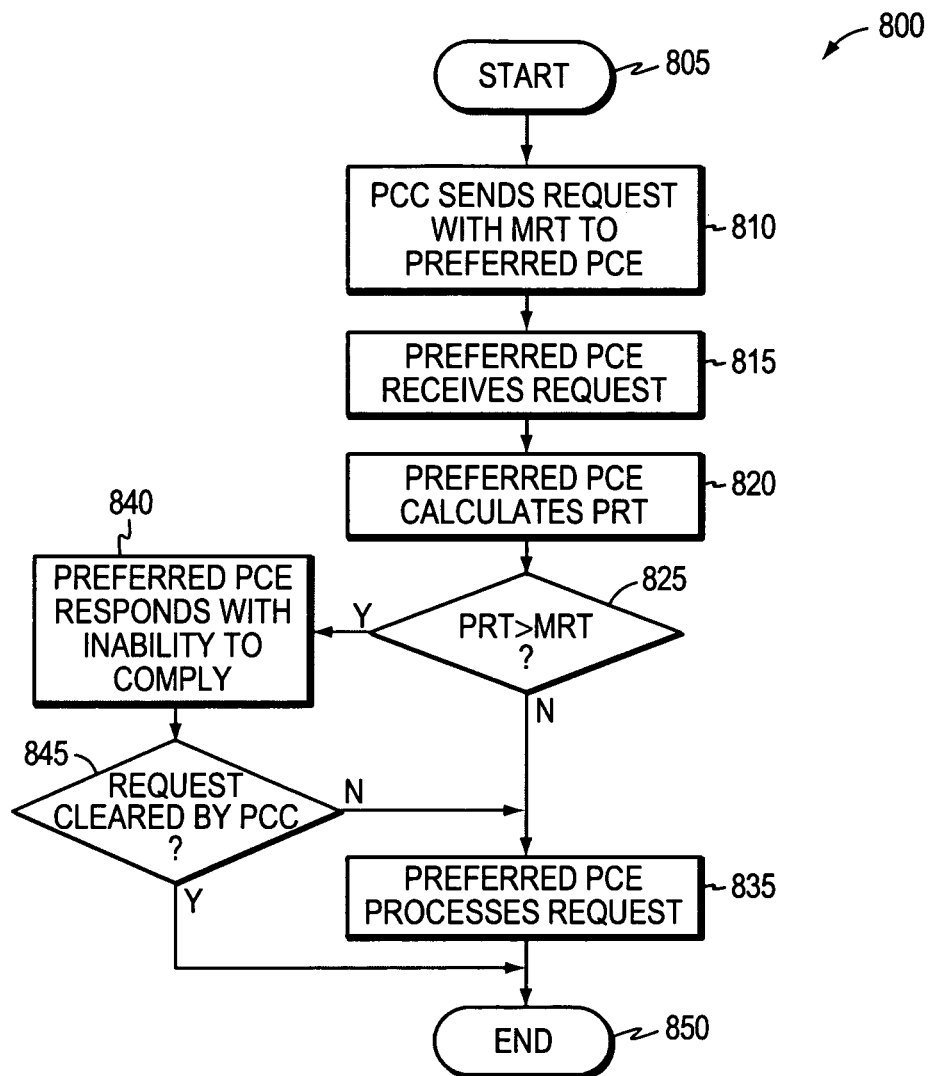 800
START
805
PCC SENDS REQUEST
WITH MRT TO
PREFERRED PCE
810
PREFERRED PCE
RECEIVES REQUEST
815
PREFERRED PCE
CALCULATES PRT
820
840
PREFERRED PCE
RESPONDS WITH
INABILITY TO
COMPLY
Y
825
PRT>MRT
?
N
845
REQUEST
CLEARED BY PCC
?
N
Y
PREFERRED PCE
PROCESSES REQUEST
835
END
850